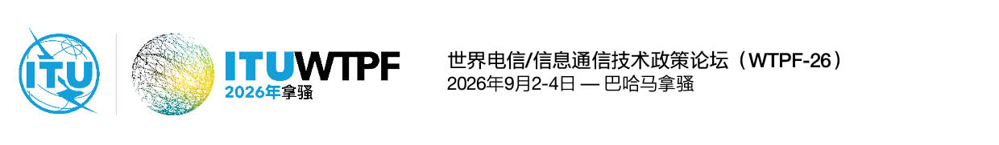 ITU
ITUWTPF
2026年拿骚
世界电信/信息通信技术政策论坛（WTPF-26）
2026年9月2-4日 — 巴哈马拿骚